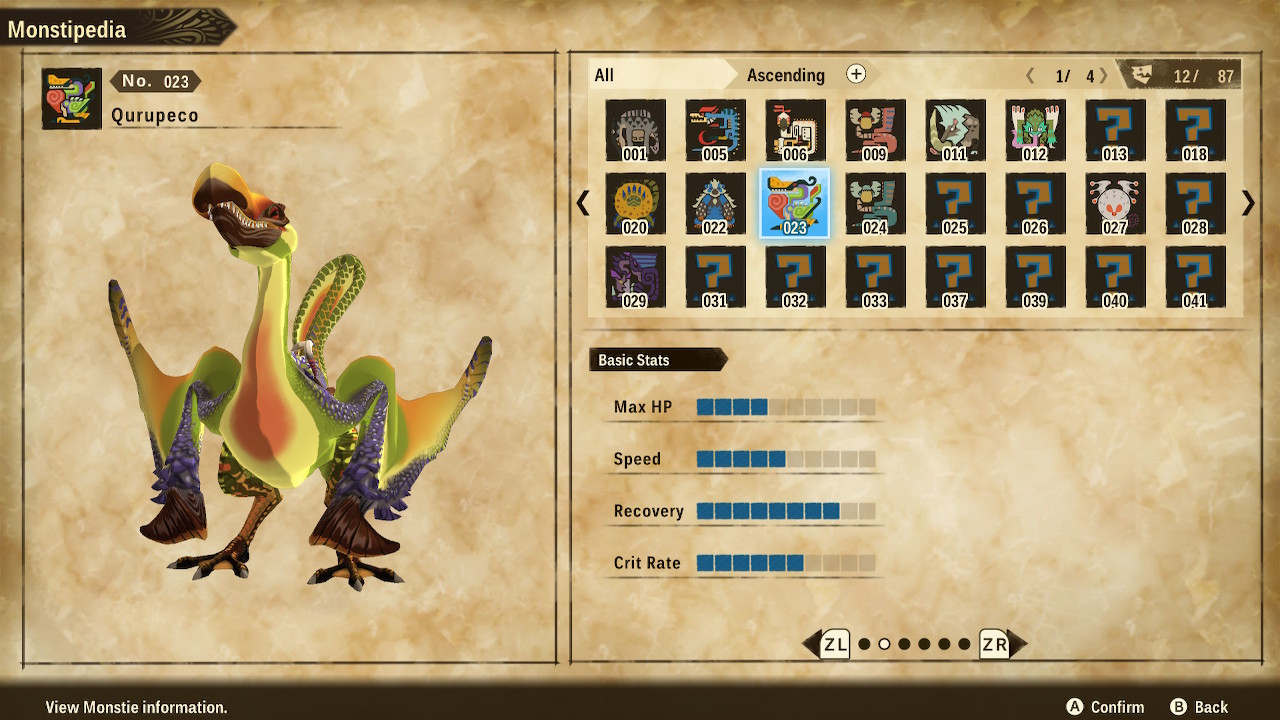 Monstipedia
No. 023
Qurupeco
All
Ascending
1/ 4
12/ 87
001 005 006 009 011 012 013 018
020 022 023 024 025 026 027 028
029 031 032 033 037 039 040 041
Basic Stats
Max HP
Speed
Recovery
Crit Rate
ZL ZR
View Monstie information.
A Confirm B Back